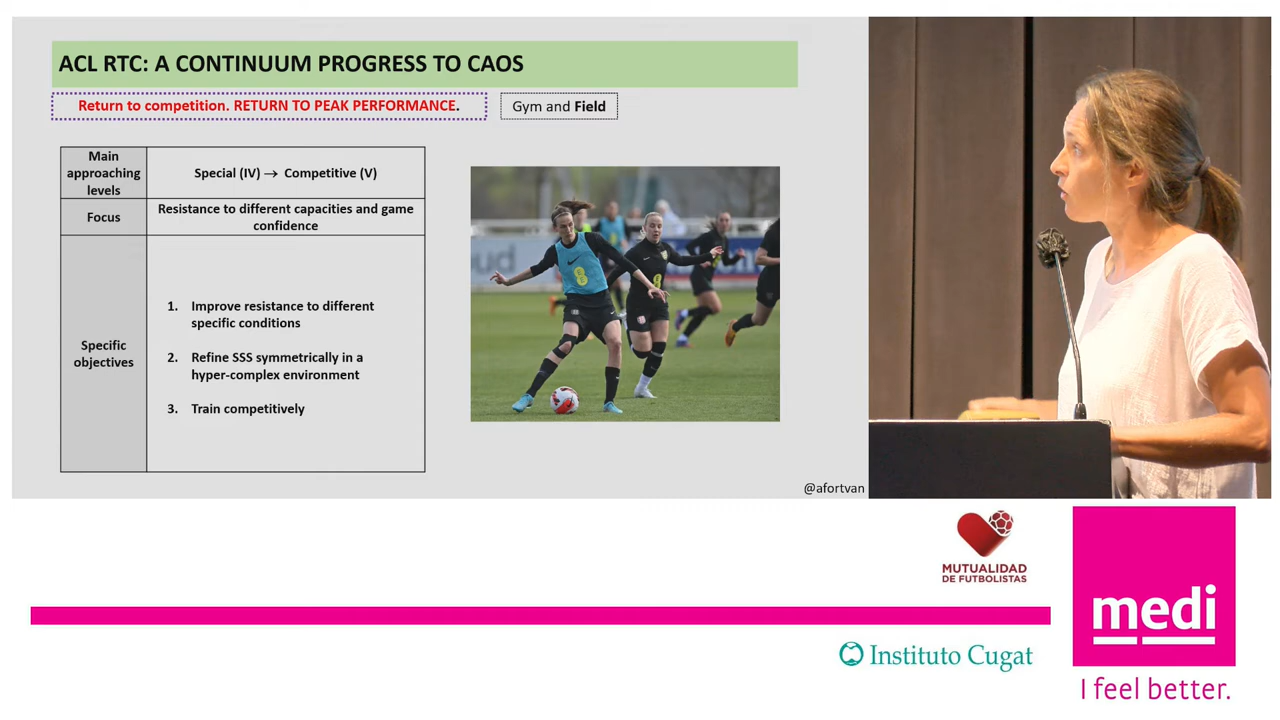 ACL RTC: A CONTINUUM PROGRESS TO CAOS
Return to competition. RETURN TO PEAK PERFORMANCE.
Gym and Field
Main
approaching
levels
Special (IV) → Competitive (V)
Focus
Resistance to different capacities and game
confidence
Specific
objectives
1. Improve resistance to different
specific conditions
2. Refine SSS symmetrically in a
hyper-complex environment
3. Train competitively
@afortvan
MUTUALIDAD
DE FUTBOLISTAS
medi
Instituto Cugat
I feel better.